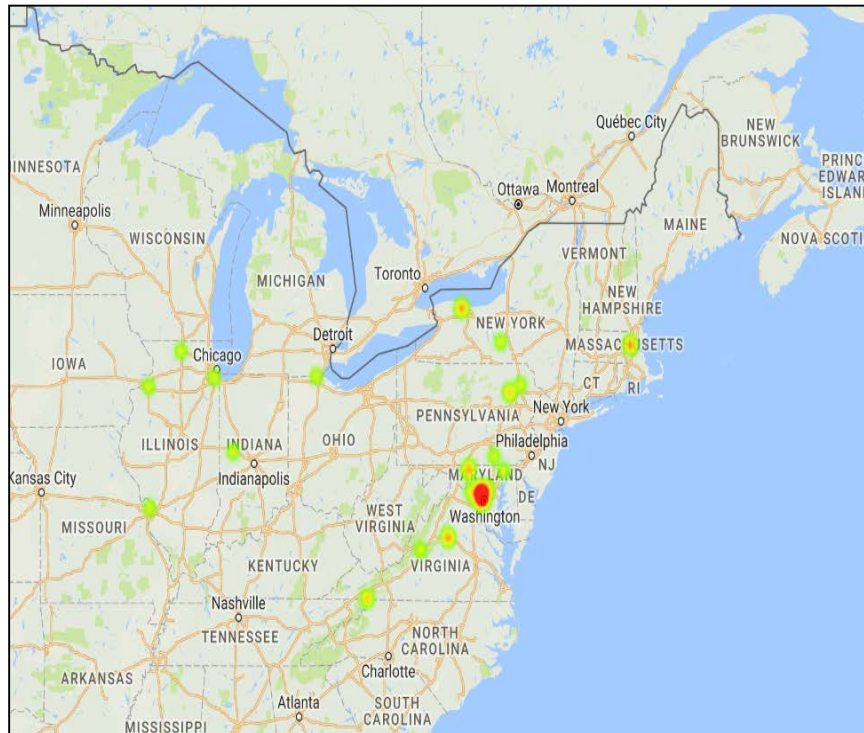 Québec City
NEW
BRUNSWICK
PRINC
EDWAR
ISLAN
MINNESOTA
Ottawa
Montreal
Minneapolis
MAINE
WISCONSIN
NOVA SCOTI
VERMONT
Toronto
MICHIGAN
NEW
HAMPSHIRE
NEW YORK
Detroit
MASSACHUSETTS
Chicago
IOWA
CT
RI
PENNSYLVANIA
New York
ILLINOIS
INDIANA
OHIO
Philadelphia
NJ
Indianapolis
MARYLAND
Kansas City
DE
WEST
VIRGINIA
Washington
MISSOURI
KENTUCKY
VIRGINIA
Nashville
TENNESSEE
NORTH
CAROLINA
Charlotte
ARKANSAS
Atlanta
SOUTH
CAROLINA
MISSISSIPPI